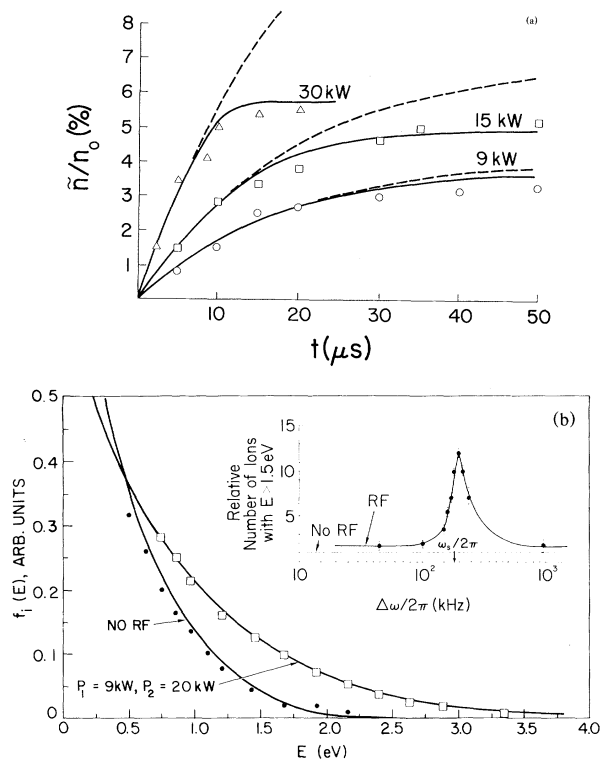 (a)
8
7
6
5
4
3
2
1
ñ/n₀ (%)
30 kW
15 kW
9 kW
10 20 30 40 50
t(μs)
(b)
0.5
0.4
0.3
0.2
0.1
0
f_i (E), ARB. UNITS
NO RF
P₁ = 9kW, P₂ = 20 kW
0 0.5 1.0 1.5 2.0 2.5 3.0 3.5 4.0
E (eV)
15
10
5
Relative
Number of Ions
with E > 1.5 eV
No RF
RF
ω_s/2π
10 10² 10³
Δω/2π (kHz)